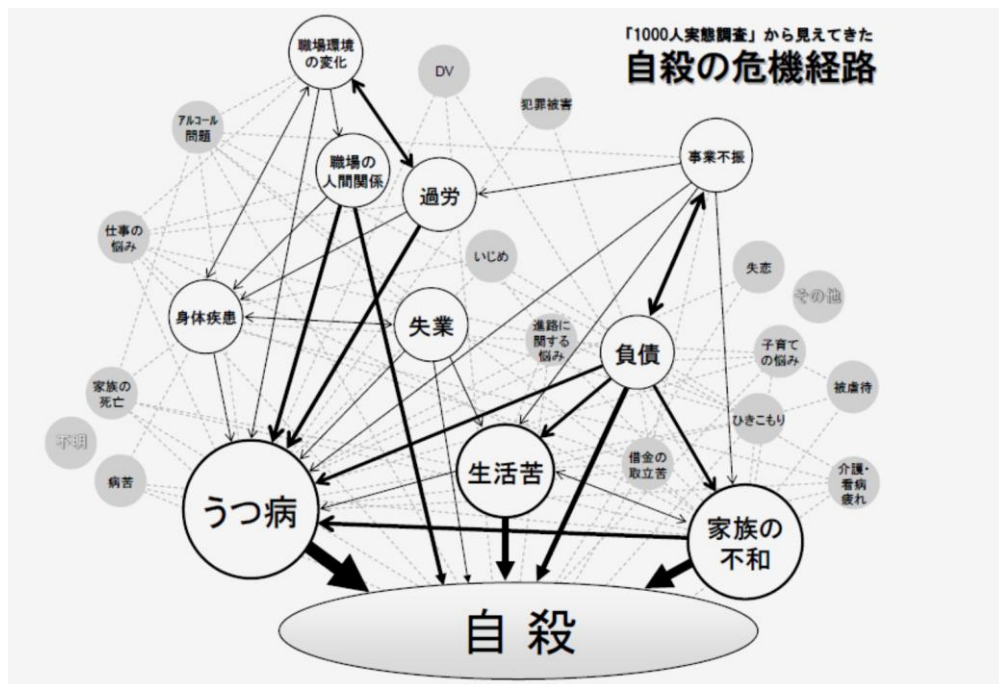 「1000人実態調査」から見えてきた
自殺の危機経路
職場環境
の変化
DV
犯罪被害
アルコール
問題
職場の
人間関係
過労
事業不振
仕事の
悩み
いじめ
失恋
その他
身体疾患
失業
進路に
関する
悩み
負債
子育て
の悩み
家族の
死亡
被虐待
ひきこもり
不明
病苦
うつ病
生活苦
借金の
取立苦
介護・
看病
疲れ
家族の
不和
自殺